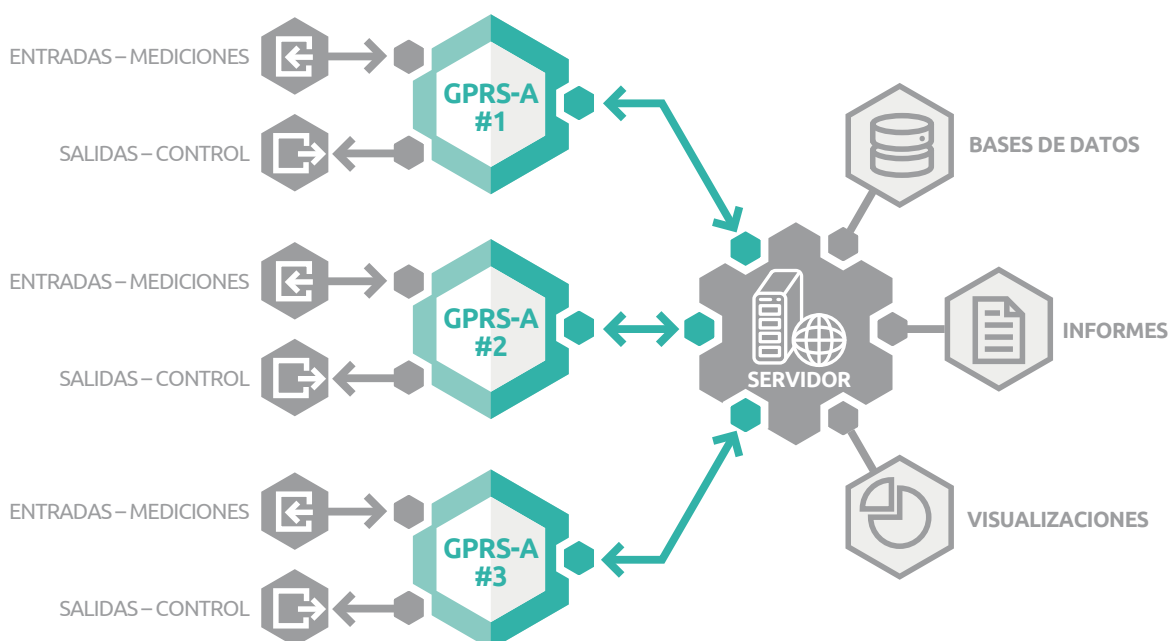 ENTRADAS – MEDICIONES
GPRS-A
#1
SALIDAS – CONTROL
ENTRADAS – MEDICIONES
GPRS-A
#2
SALIDAS – CONTROL
ENTRADAS – MEDICIONES
GPRS-A
#3
SALIDAS – CONTROL
SERVIDOR
BASES DE DATOS
INFORMES
VISUALIZACIONES